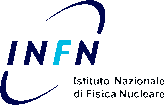 INFN
Istituto Nazionale
di Fisica Nucleare